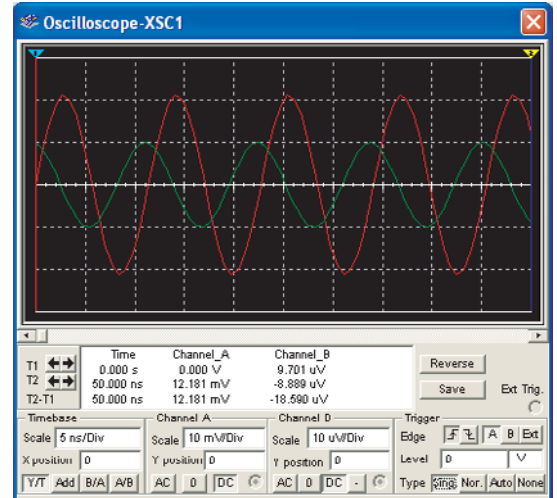 Oscilloscope-XSC1
1
2
Time Channel_A Channel_B
T1 0.000 s 0.000 V 9.701 uV
T2 50.000 ns 12.181 mV -8.889 uV
T2-T1 50.000 ns 12.181 mV -18.590 uV
Reverse
Save
Ext Trig.
Timebase
Scale 5 ns/Div
X position 0
Y/T Add B/A A/B
Channel A
Scale 10 mV/Div
Y position 0
AC 0 DC
Channel B
Scale 10 uV/Div
Y position 0
AC 0 DC -
Trigger
Edge A B Ext
Level 0 V
Type Sing. Nor. Auto None